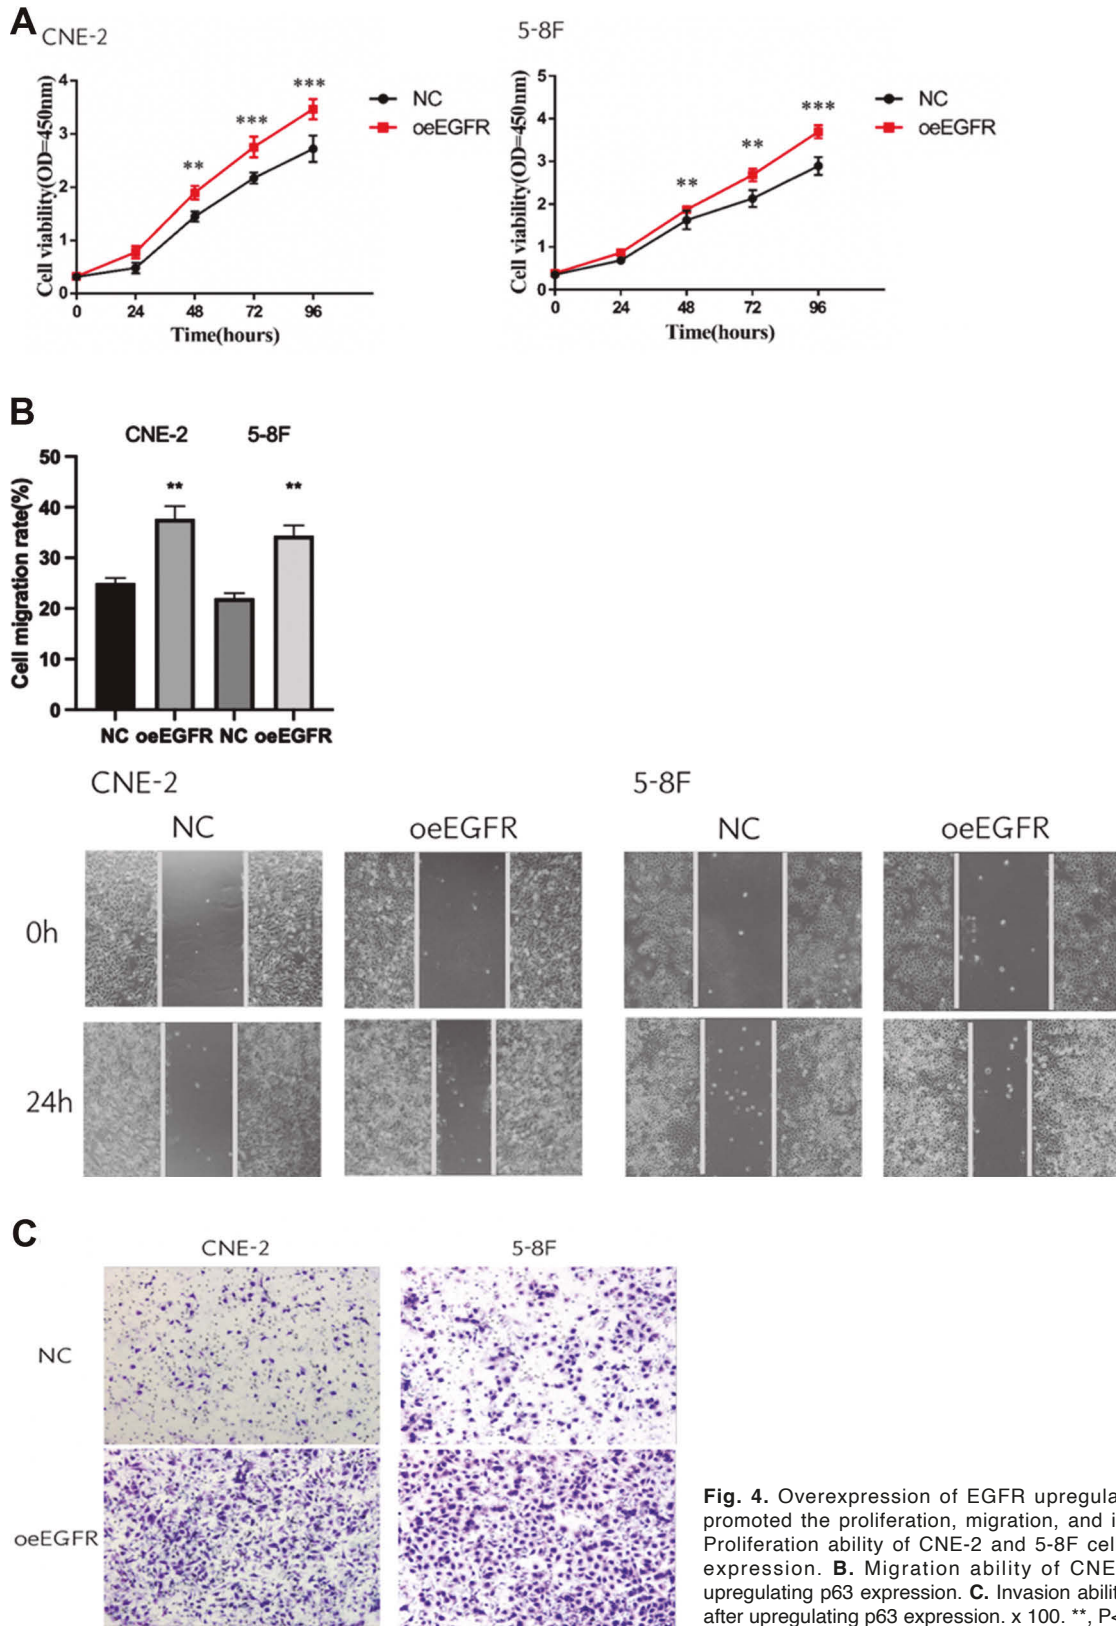 A
CNE-2
5-8F
Cell viability(OD=450nm)
4
3
2
1
0
0 24 48 72 96
Time(hours)
** *** ***
NC
oeEGFR
Cell viability(OD=450nm)
5
4
3
2
1
0
0 24 48 72 96
Time(hours)
** ** ***
NC
oeEGFR
B
CNE-2 5-8F
Cell migration rate(%)
50
40
30
20
10
0
** **
NC oeEGFR NC oeEGFR
CNE-2 5-8F
NC oeEGFR NC oeEGFR
0h
24h
C
CNE-2 5-8F
NC
oeEGFR
Fig. 4. Overexpression of EGFR upregula
promoted the proliferation, migration, and i
Proliferation ability of CNE-2 and 5-8F cel
expression. B. Migration ability of CNE
upregulating p63 expression. C. Invasion abilit
after upregulating p63 expression. x 100. **, P<